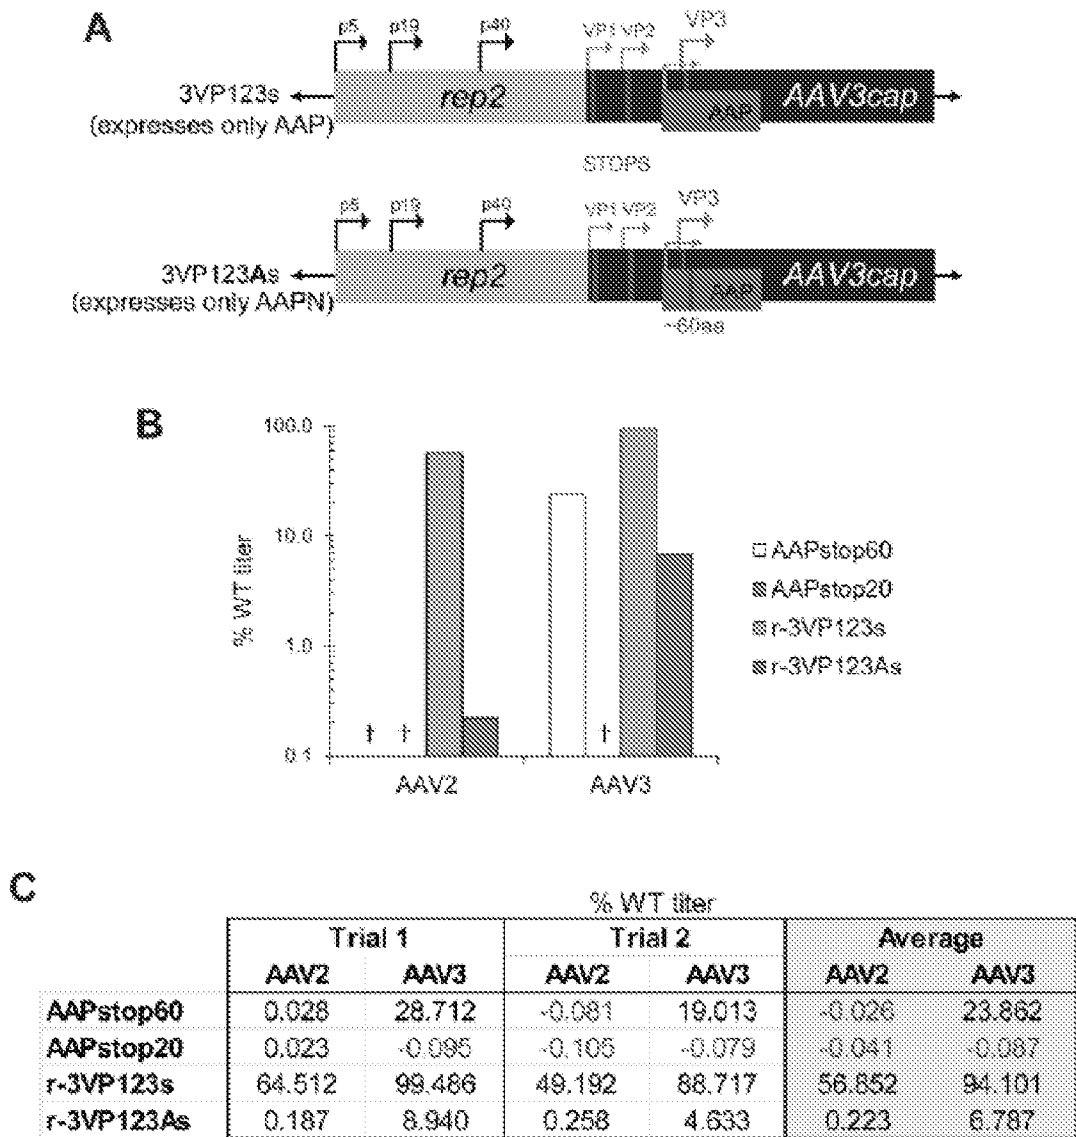 A
p5 p19 p40 VP1 VP2 VP3
3VP123s
(expresses only AAP)
rep2 AAP AAV3cap
STOPS
p5 p19 p40 VP1 VP2 VP3
3VP123As
(expresses only AAPN)
rep2 AAP AAV3cap
~60aa
B
100.0
10.0
1.0
0.1
% WT titer
† † †
AAV2 AAV3
AAPstop60
AAPstop20
r-3VP123s
r-3VP123As
C
% WT titer
Trial 1 Trial 2 Average
AAV2 AAV3 AAV2 AAV3 AAV2 AAV3
AAPstop60 0.028 28.712 -0.081 19.013 -0.026 23.862
AAPstop20 0.023 -0.095 -0.105 -0.079 -0.041 -0.087
r-3VP123s 64.512 99.486 49.192 88.717 56.852 94.101
r-3VP123As 0.187 8.940 0.258 4.633 0.223 6.787